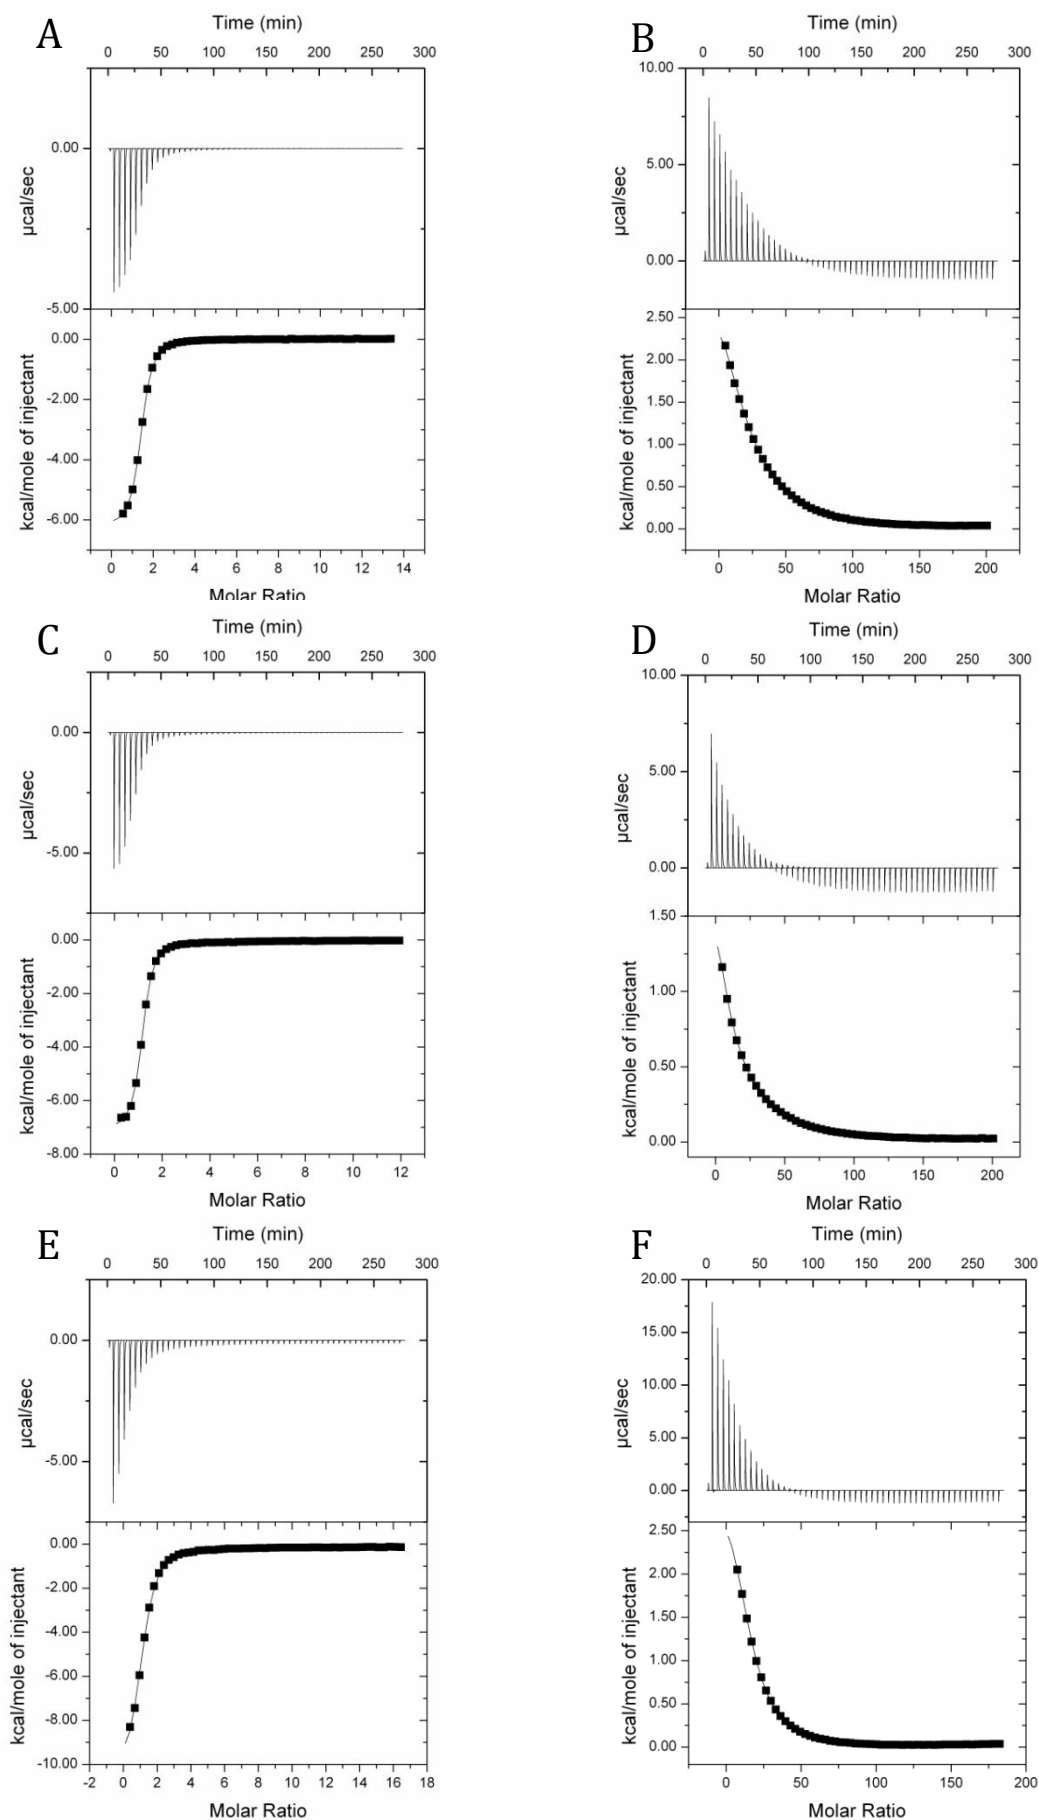 A
Time (min)
0 50 100 150 200 250 300
0.00
-5.00
µcal/sec
0.00
-2.00
-4.00
-6.00
kcal/mole of injectant
0 2 4 6 8 10 12 14
Molar Ratio
B
Time (min)
0 50 100 150 200 250 300
10.00
5.00
0.00
µcal/sec
2.50
2.00
1.50
1.00
0.50
0.00
kcal/mole of injectant
0 50 100 150 200
Molar Ratio
C
Time (min)
0 50 100 150 200 250 300
0.00
-5.00
µcal/sec
0.00
-2.00
-4.00
-6.00
-8.00
kcal/mole of injectant
0 2 4 6 8 10 12
Molar Ratio
D
Time (min)
0 50 100 150 200 250 300
10.00
5.00
0.00
µcal/sec
1.50
1.00
0.50
0.00
kcal/mole of injectant
0 50 100 150 200
Molar Ratio
E
Time (min)
0 50 100 150 200 250 300
0.00
-5.00
µcal/sec
0.00
-2.00
-4.00
-6.00
-8.00
-10.00
kcal/mole of injectant
-2 0 2 4 6 8 10 12 14 16 18
Molar Ratio
F
Time (min)
0 50 100 150 200 250 300
20.00
15.00
10.00
5.00
0.00
µcal/sec
2.50
2.00
1.50
1.00
0.50
0.00
kcal/mole of injectant
0 50 100 150 200
Molar Ratio